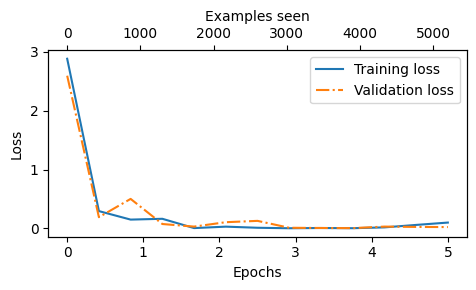 Examples seen
0 1000 2000 3000 4000 5000
3
2
1
0
Loss
Training loss
Validation loss
0 1 2 3 4 5
Epochs